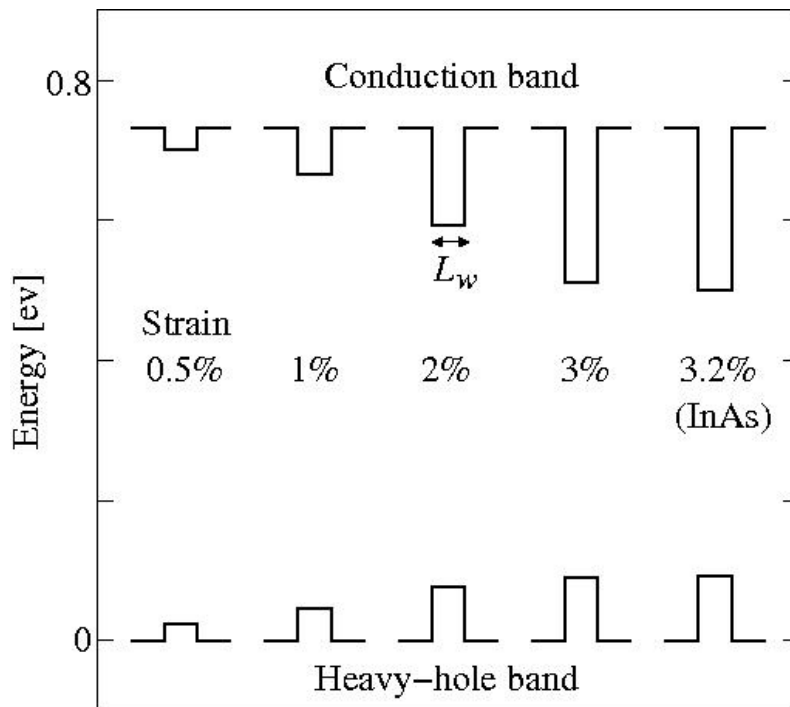 0.8
Conduction band
Lw
Energy [ev]
Strain
0.5% 1% 2% 3% 3.2%
(InAs)
0
Heavy−hole band